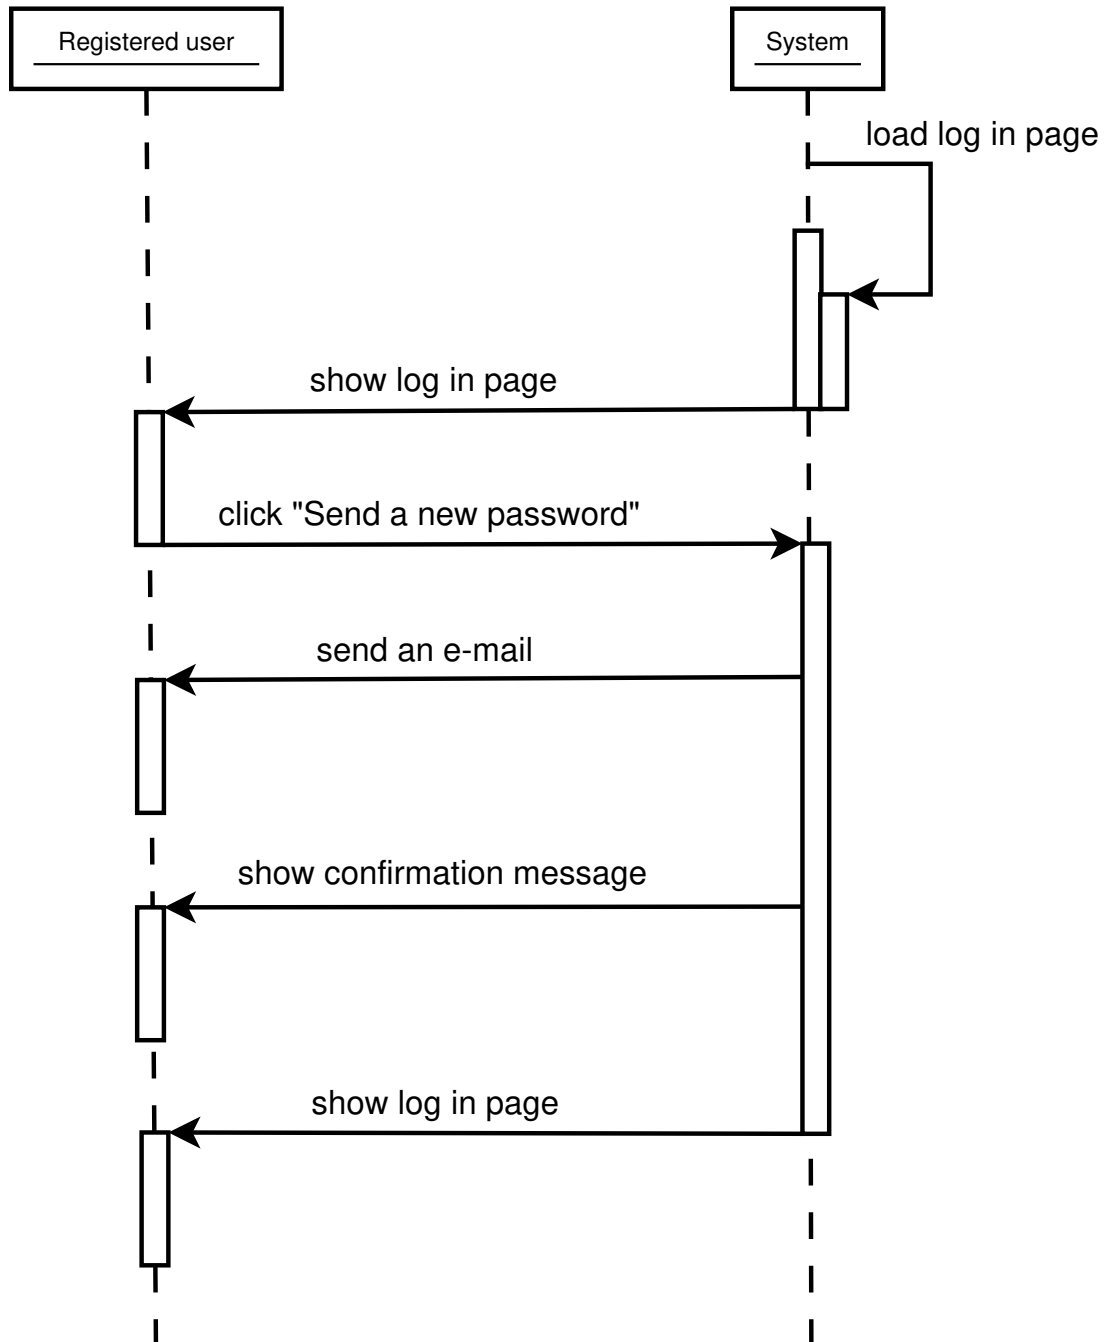 Registered user
System
load log in page
show log in page
click "Send a new password"
send an e-mail
show confirmation message
show log in page